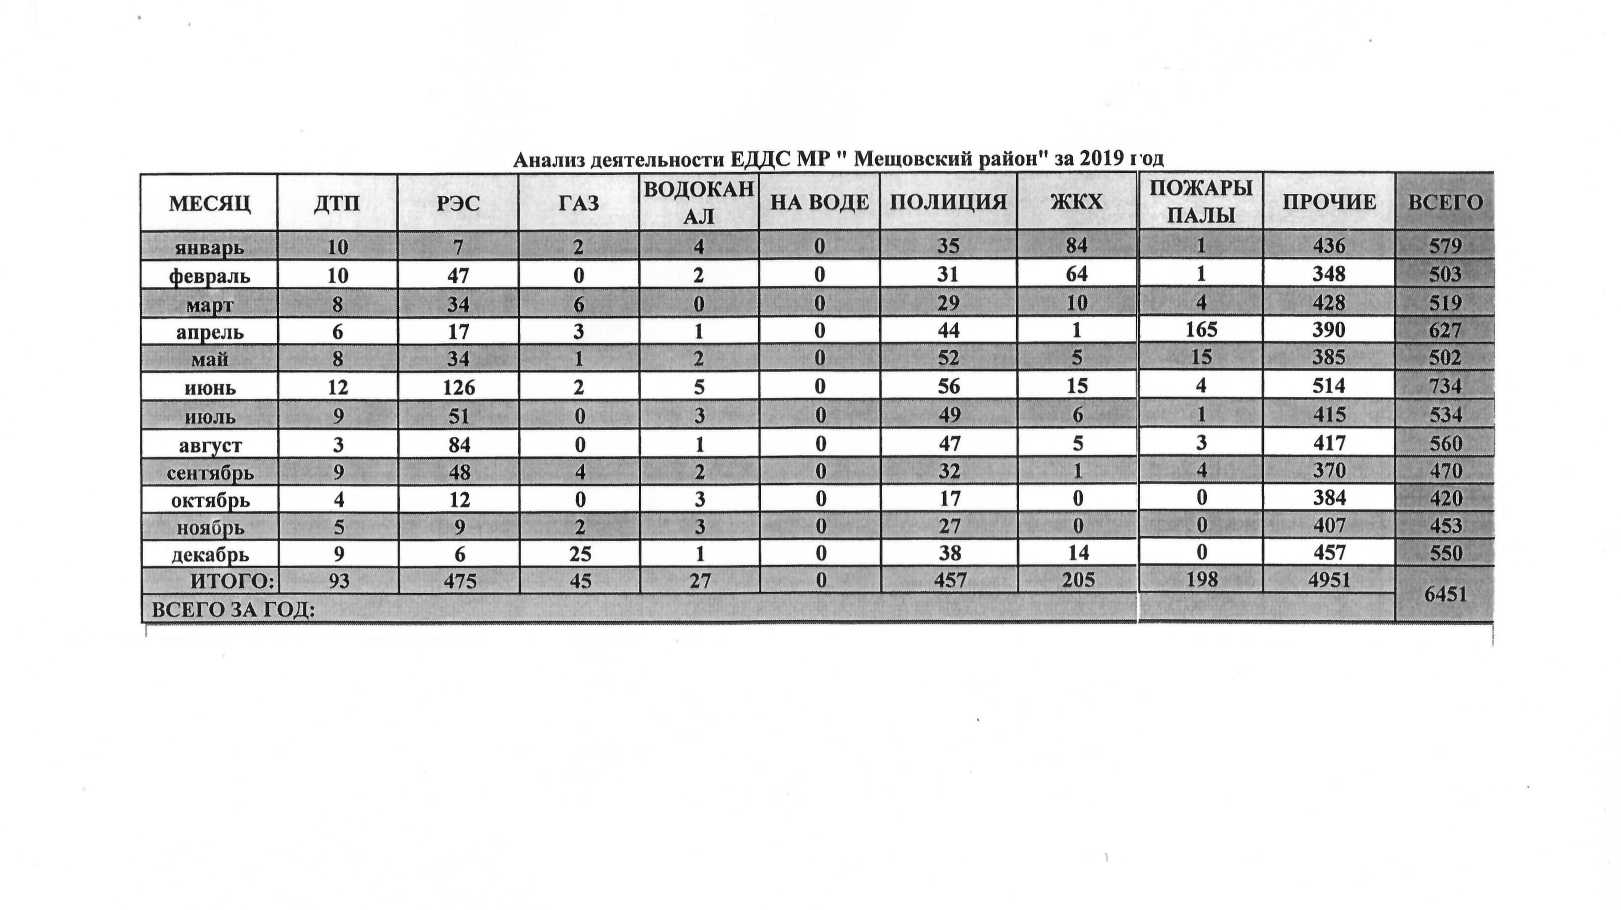 Анализ деятельности ЕДДС МР " Мещовский район" за 2019 год
МЕСЯЦ ДТП РЭС ГАЗ ВОДОКАН АЛ НА ВОДЕ ПОЛИЦИЯ ЖКХ ПОЖАРЫ ПАЛЫ ПРОЧИЕ ВСЕГО
январь 10 7 2 4 0 35 84 1 436 579
февраль 10 47 0 2 0 31 64 1 348 503
март 8 34 6 0 0 29 10 4 428 519
апрель 6 17 3 1 0 44 1 165 390 627
май 8 34 1 2 0 52 5 15 385 502
июнь 12 126 2 5 0 56 15 4 514 734
июль 9 51 0 3 0 49 6 1 415 534
август 3 84 0 1 0 47 5 3 417 560
сентябрь 9 48 4 2 0 32 1 4 370 470
октябрь 4 12 0 3 0 17 0 0 384 420
ноябрь 5 9 2 3 0 27 0 0 407 453
декабрь 9 6 25 1 0 38 14 0 457 550
ИТОГО: 93 475 45 27 0 457 205 198 4951 6451
ВСЕГО ЗА ГОД: